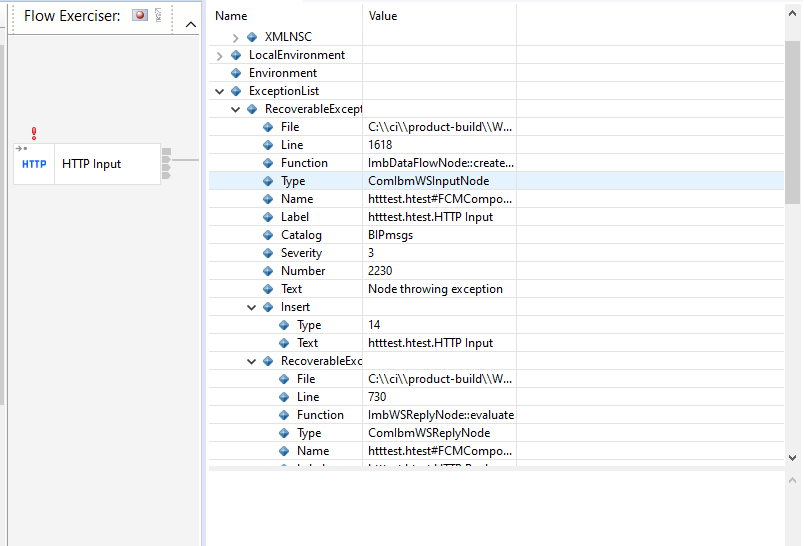 Flow Exerciser:
HTTP HTTP Input
Name Value
XMLNSC
LocalEnvironment
Environment
ExceptionList
RecoverableExcept
File C:\\ci\\product-build\\W...
Line 1618
Function ImbDataFlowNode::create...
Type ComIbmWSInputNode
Name htttest.htest#FCMCompo...
Label htttest.htest.HTTP Input
Catalog BIPmsgs
Severity 3
Number 2230
Text Node throwing exception
Insert
Type 14
Text htttest.htest.HTTP Input
RecoverableExc
File C:\\ci\\product-build\\W...
Line 730
Function ImbWSReplyNode::evaluate
Type ComIbmWSReplyNode
Name htttest.htest#FCMCompo...